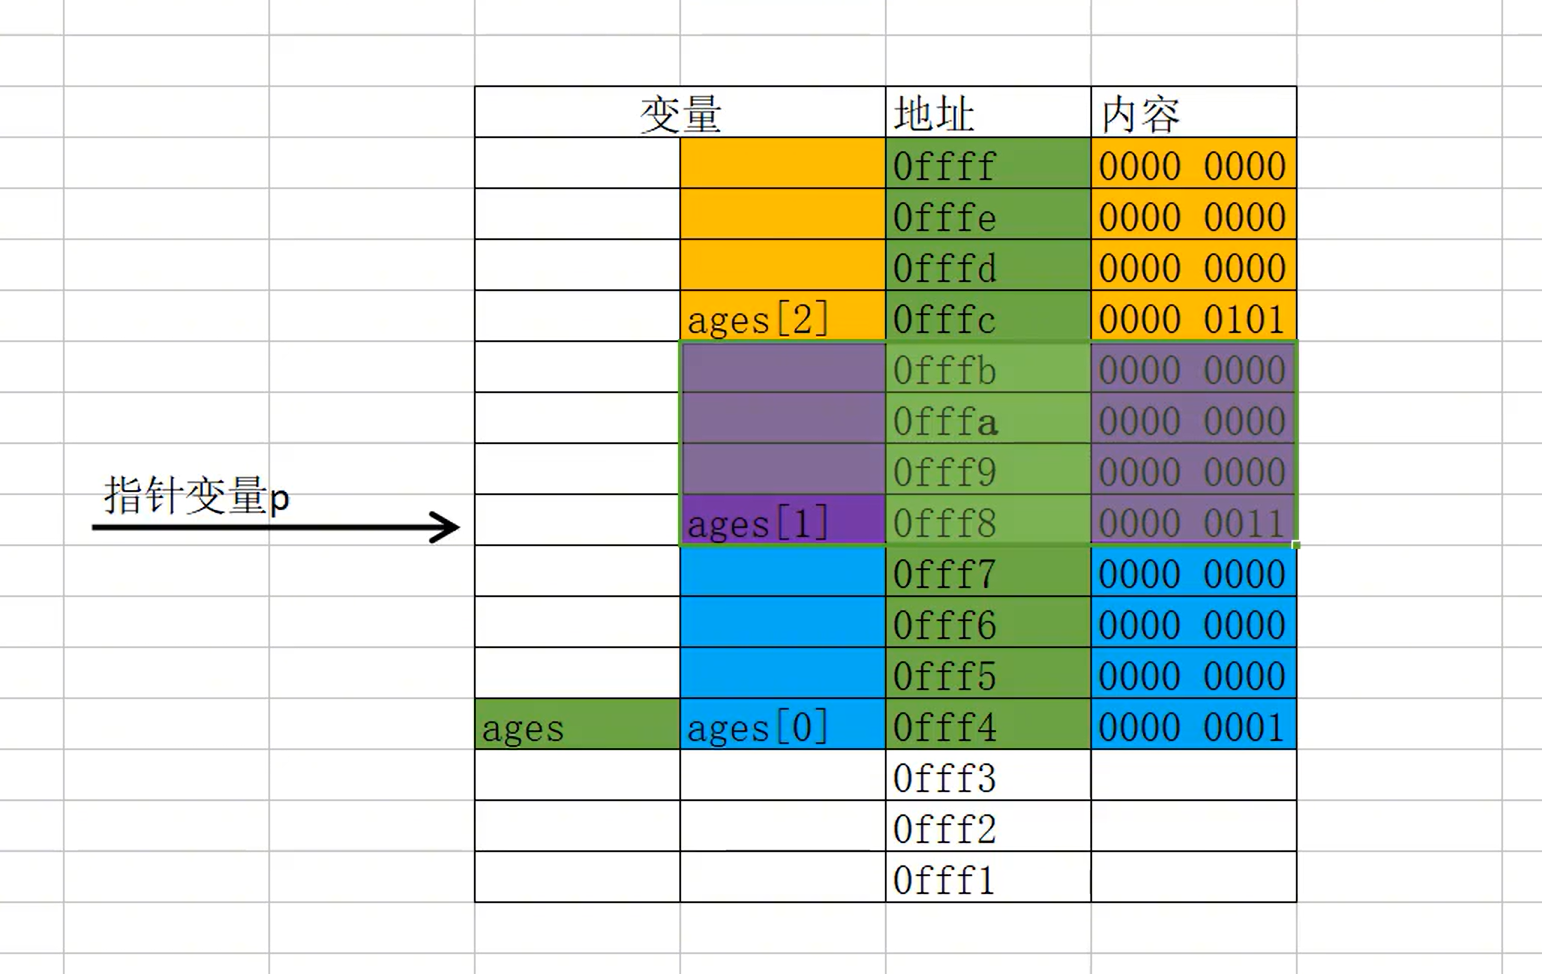 变量 地址 内容
0ffff 0000 0000
0fffe 0000 0000
0fffd 0000 0000
ages[2] 0fffc 0000 0101
0fffb 0000 0000
0fffa 0000 0000
0fff9 0000 0000
指针变量p
ages[1] 0fff8 0000 0011
0fff7 0000 0000
0fff6 0000 0000
0fff5 0000 0000
ages ages[0] 0fff4 0000 0001
0fff3
0fff2
0fff1